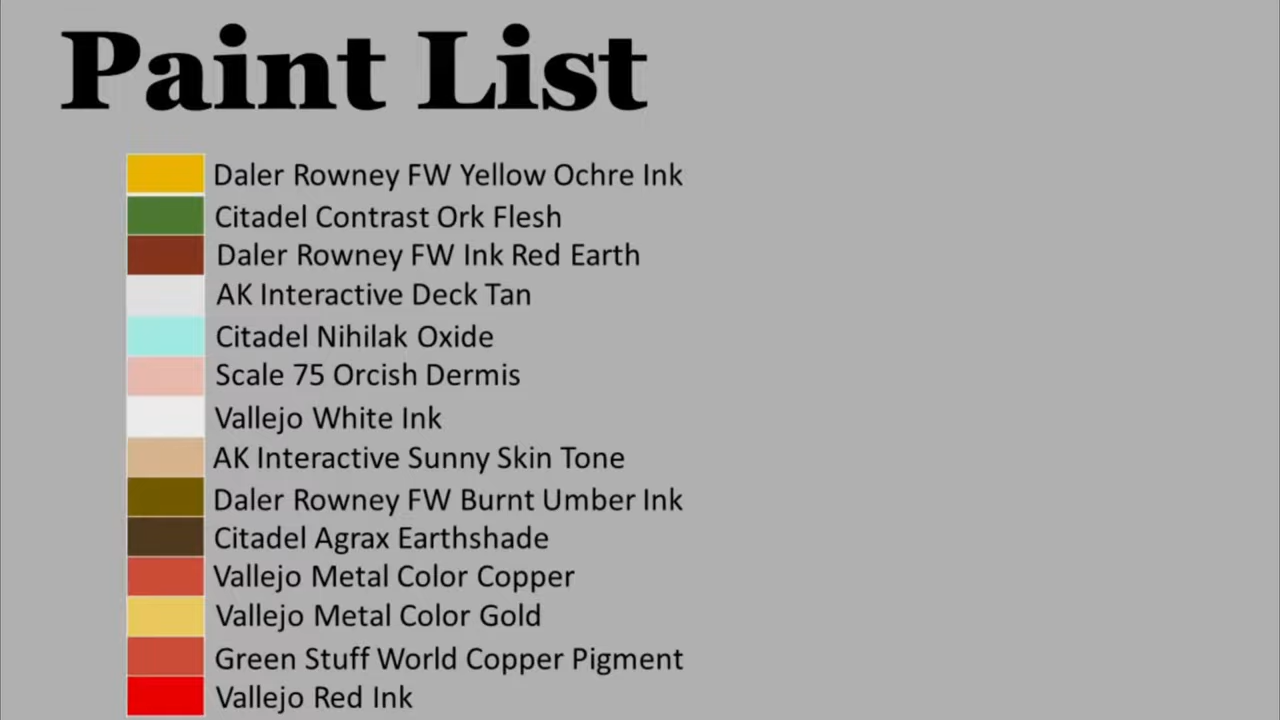 Paint List
Daler Rowney FW Yellow Ochre Ink
Citadel Contrast Ork Flesh
Daler Rowney FW Ink Red Earth
AK Interactive Deck Tan
Citadel Nihilak Oxide
Scale 75 Orcish Dermis
Vallejo White Ink
AK Interactive Sunny Skin Tone
Daler Rowney FW Burnt Umber Ink
Citadel Agrax Earthshade
Vallejo Metal Color Copper
Vallejo Metal Color Gold
Green Stuff World Copper Pigment
Vallejo Red Ink